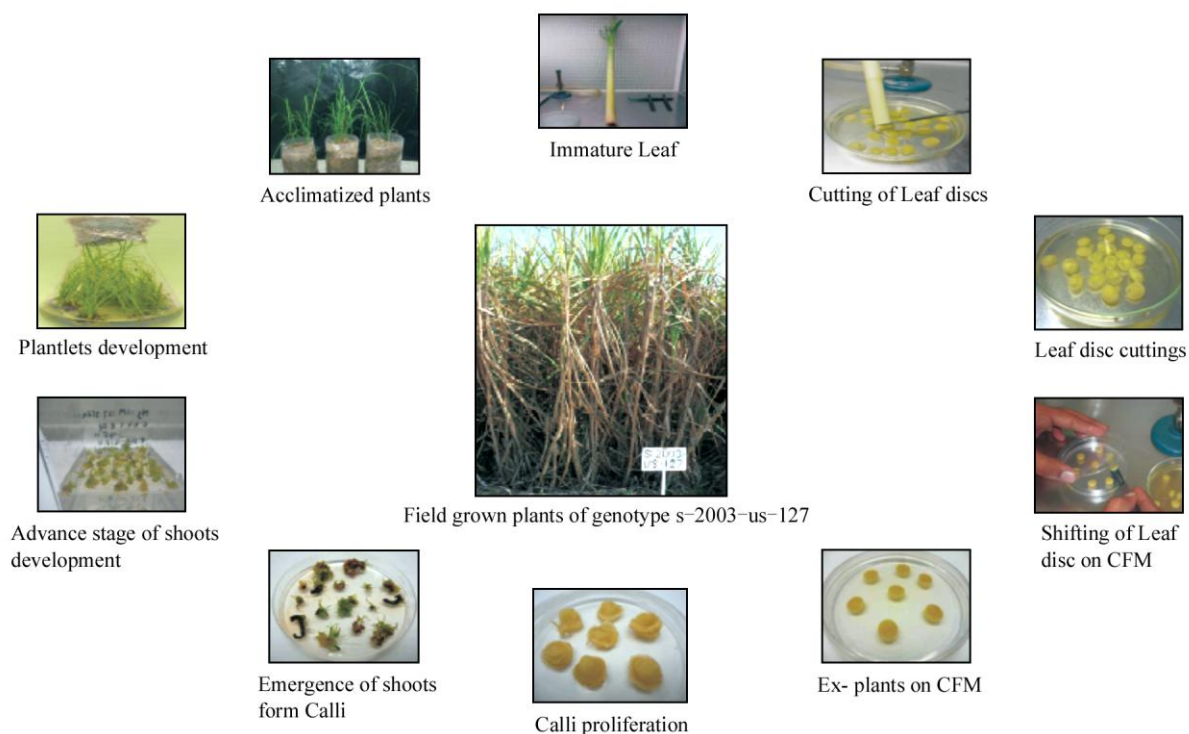 Immature Leaf
Cutting of Leaf discs
Leaf disc cuttings
Shifting of Leaf
disc on CFM
Ex- plants on CFM
Calli proliferation
Emergence of shoots
form Calli
Advance stage of shoots
development
Plantlets development
Acclimatized plants
Field grown plants of genotype s-2003-us-127